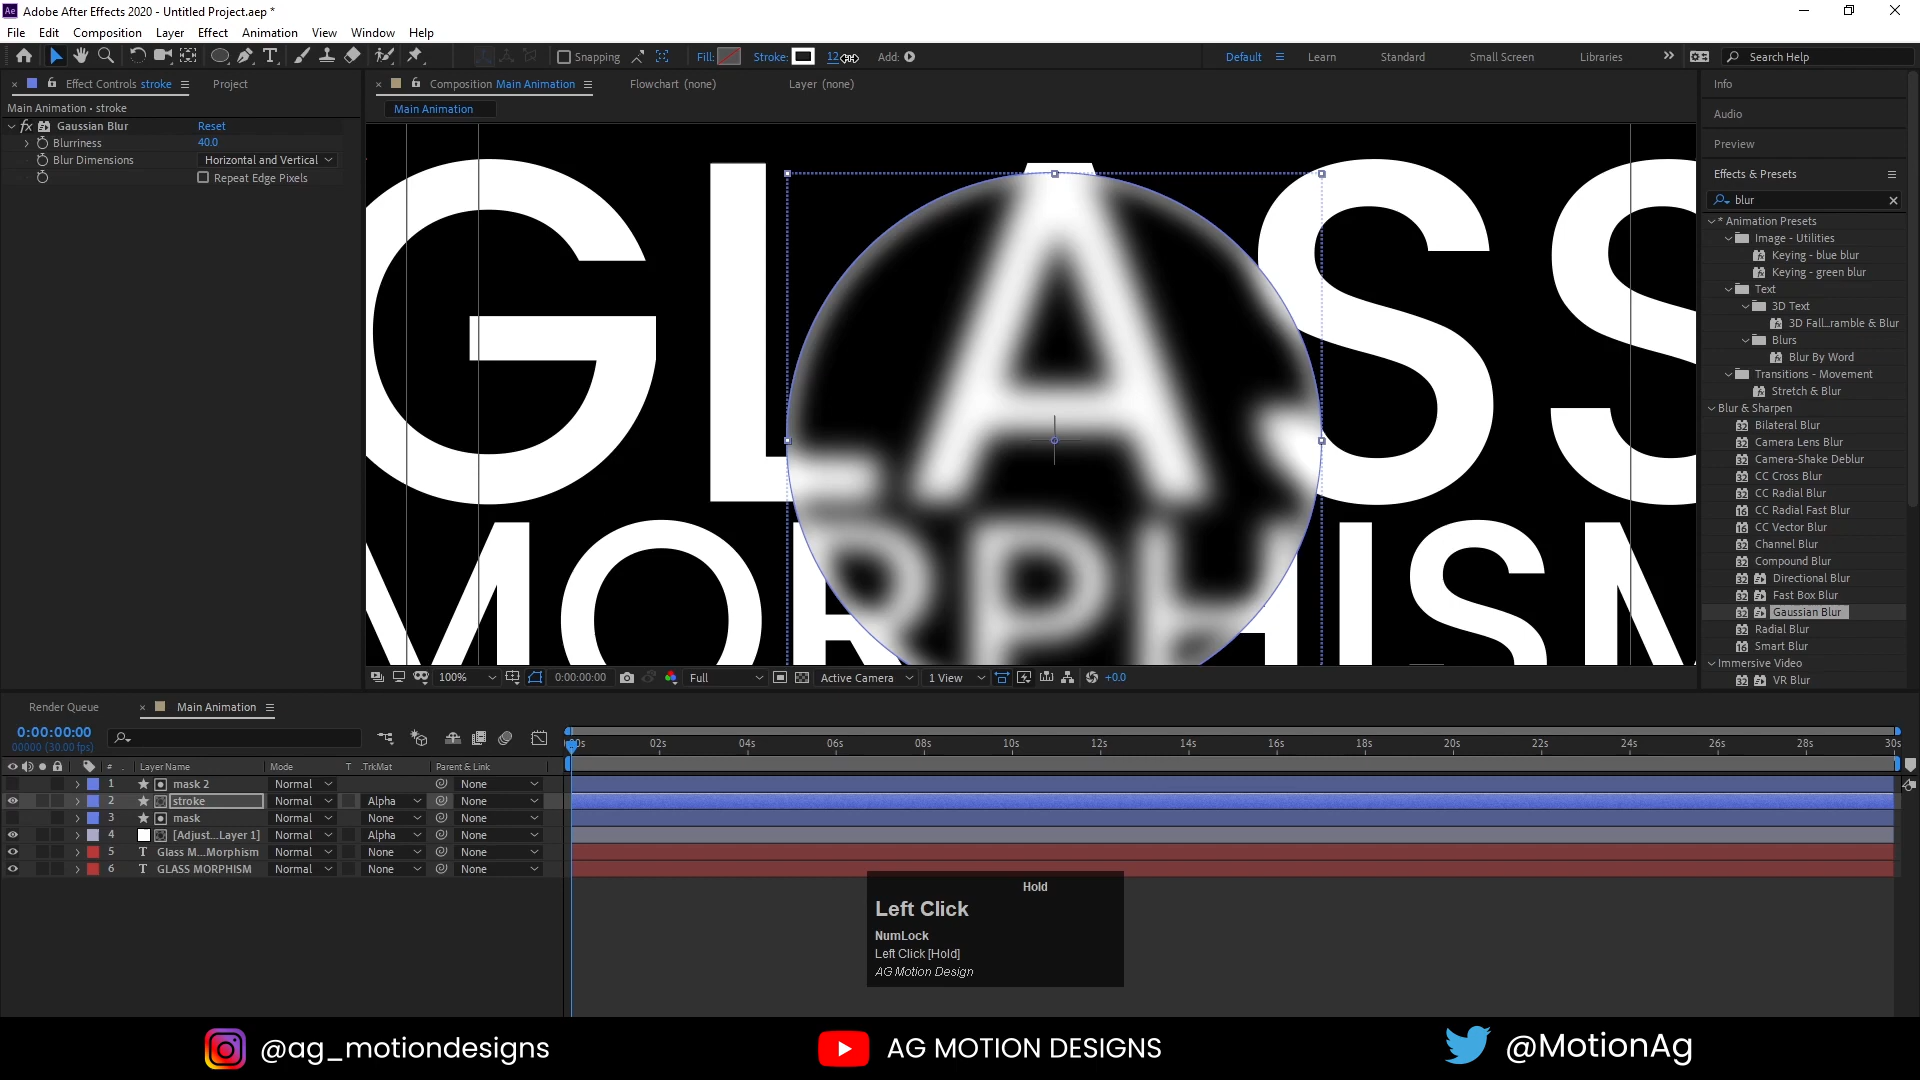 Adobe After Effects 2020 - Untitled Project.aep *
File Edit Composition Layer Effect Animation View Window Help
Snapping Fill: Stroke: 12 Add: Default Learn Standard Small Screen Libraries Search Help
Effect Controls stroke Project
Main Animation • stroke
fx Gaussian Blur Reset
Blurriness 40.0
Blur Dimensions Horizontal and Vertical
Repeat Edge Pixels
Composition Main Animation Flowchart (none) Layer (none)
Main Animation
GLASS
MORPHISM
100% 0:00:00:00 Full Active Camera 1 View +0.0
Info
Audio
Preview
Effects & Presets
blur
* Animation Presets
Image - Utilities
Keying - blue blur
Keying - green blur
Text
3D Text
3D Fall...ramble & Blur
Blurs
Blur By Word
Transitions - Movement
Stretch & Blur
Blur & Sharpen
Bilateral Blur
Camera Lens Blur
Camera-Shake Deblur
CC Cross Blur
CC Radial Blur
CC Radial Fast Blur
CC Vector Blur
Channel Blur
Compound Blur
Directional Blur
Fast Box Blur
Gaussian Blur
Radial Blur
Smart Blur
Immersive Video
VR Blur
Render Queue Main Animation
0:00:00:00
00000 (30.00 fps)
00s 02s 04s 06s 08s 10s 12s 14s 16s 18s 20s 22s 24s 26s 28s 30s
# Layer Name Mode T .TrkMat Parent & Link
1 mask 2 Normal None
2 stroke Normal Alpha None
3 mask Normal None None
4 [Adjust...Layer 1] Normal Alpha None
5 T Glass M...Morphism Normal None None
6 T GLASS MORPHISM Normal None None
Hold
Left Click
NumLock
Left Click [Hold]
AG Motion Design
@ag_motiondesigns AG MOTION DESIGNS @MotionAg